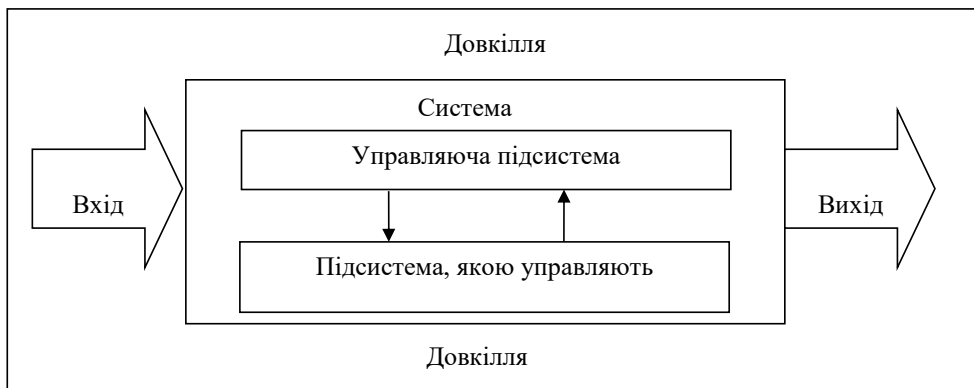 Довкілля
Система
Управляюча підсистема
Вхід
Вихід
Підсистема, якою управляють
Довкілля